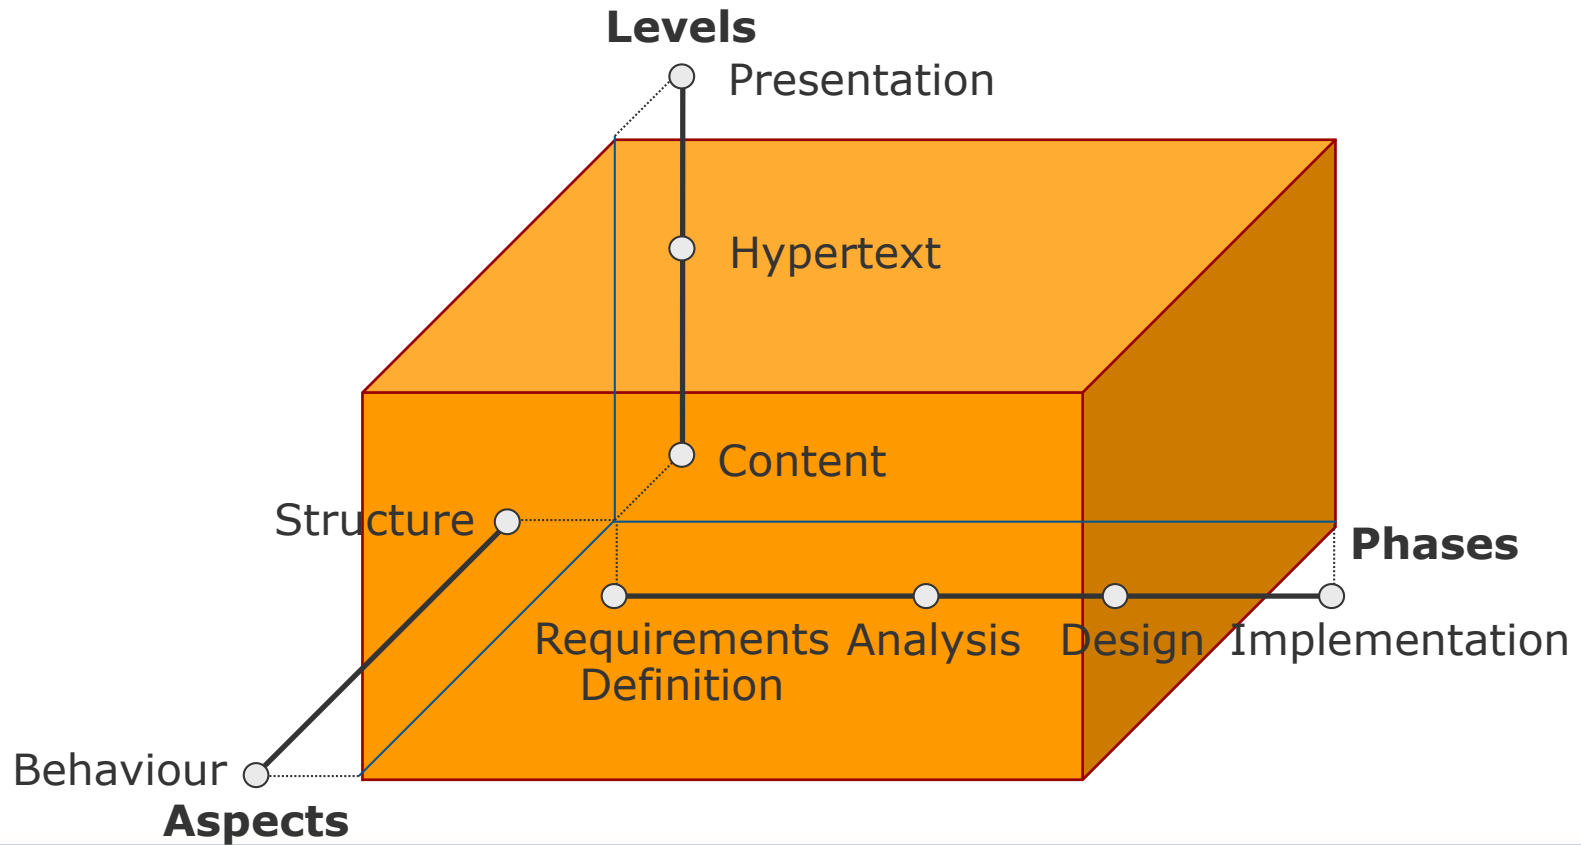 Levels
Presentation
Hypertext
Content
Structure
Phases
Requirements
Definition
Analysis
Design
Implementation
Behaviour
Aspects